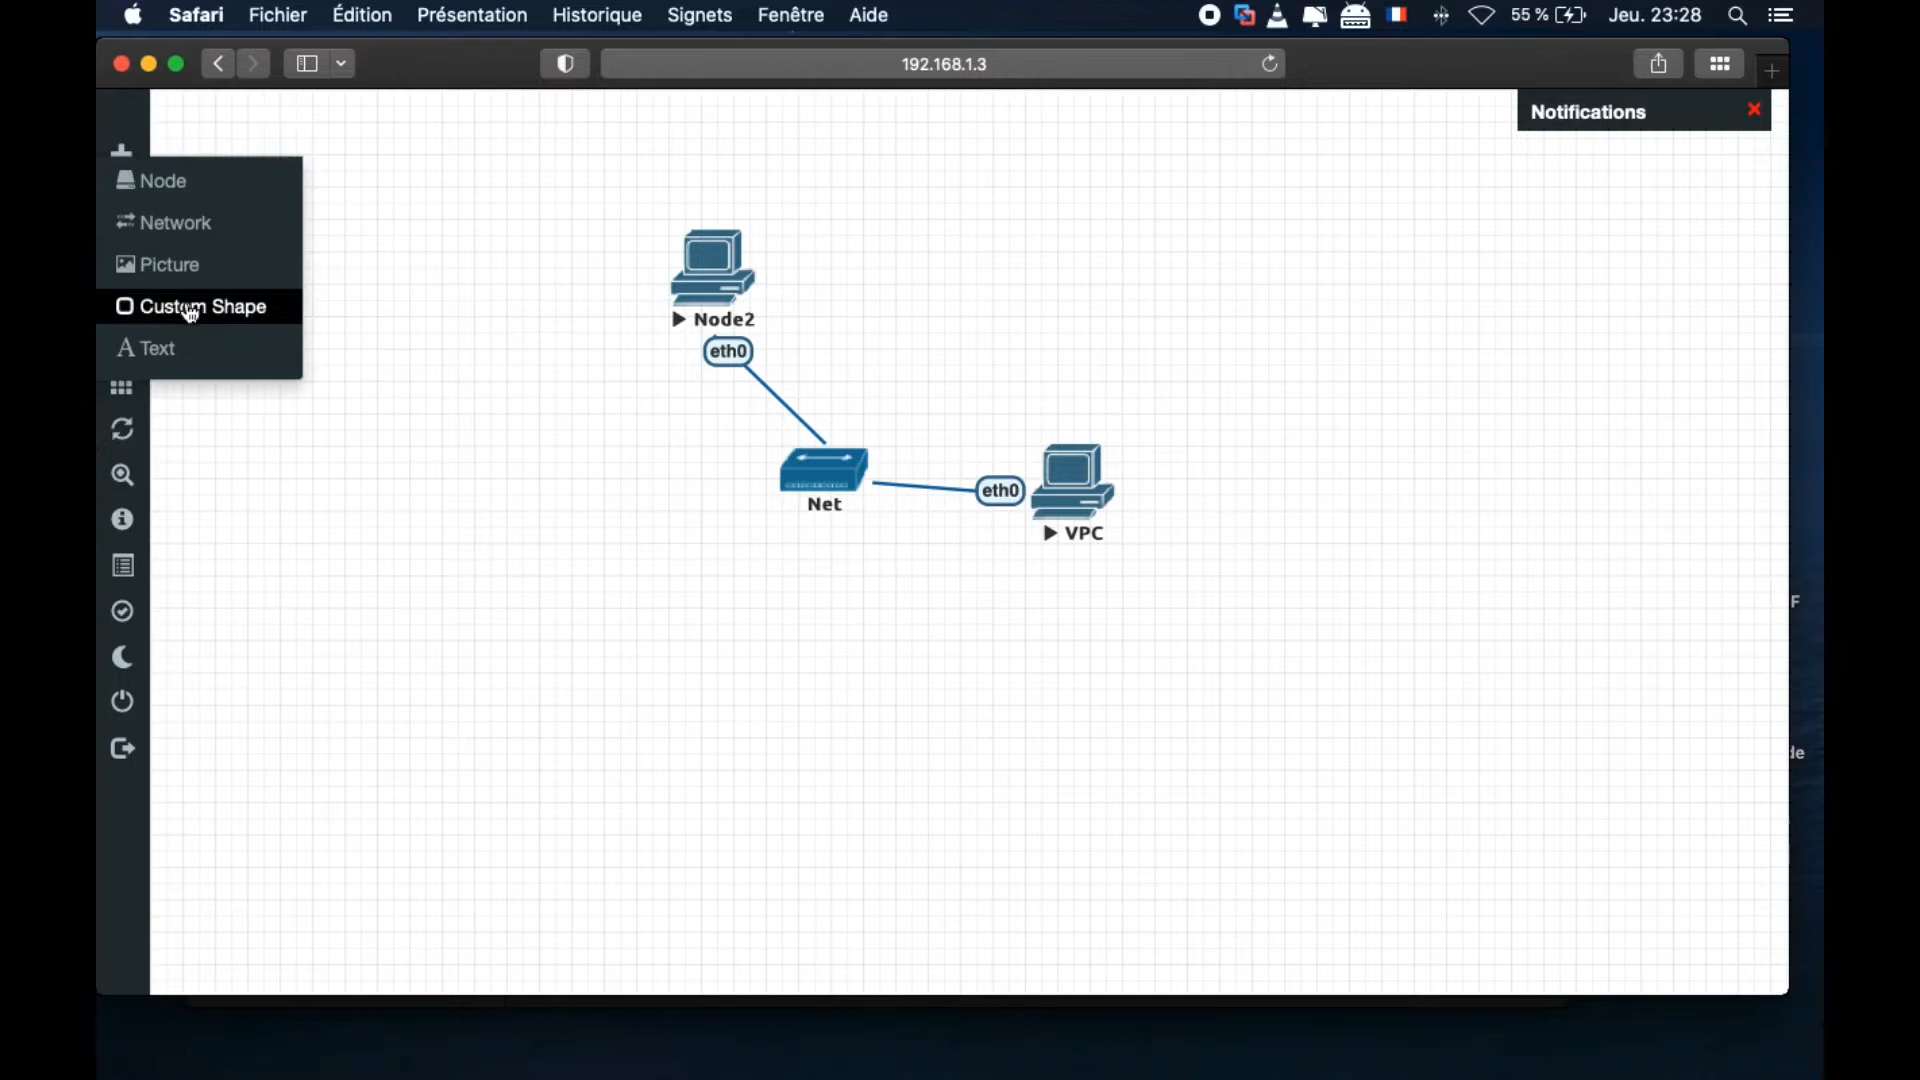 Safari Fichier Édition Présentation Historique Signets Fenêtre Aide 55 % Jeu. 23:28
192.168.1.3
Notifications
Node
Network
Picture
Custom Shape
A Text
Node2
eth0
Net
eth0
VPC
F
de